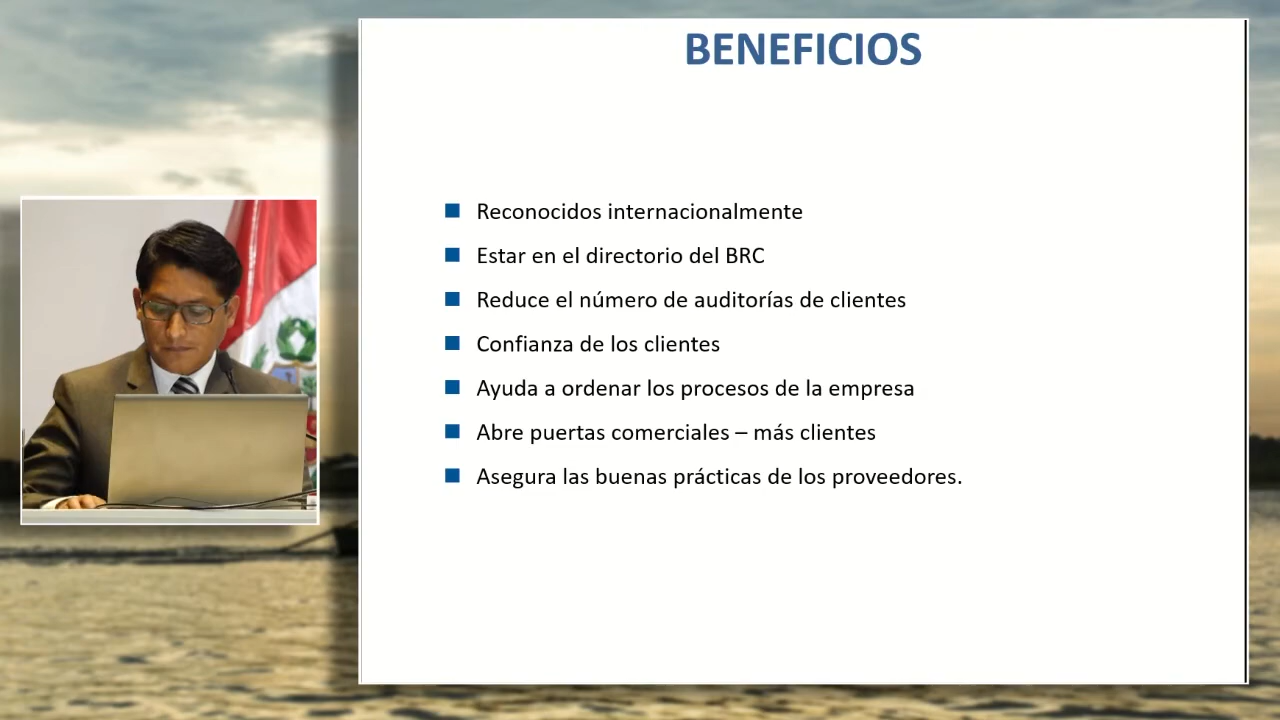 BENEFICIOS
Reconocidos internacionalmente
Estar en el directorio del BRC
Reduce el número de auditorías de clientes
Confianza de los clientes
Ayuda a ordenar los procesos de la empresa
Abre puertas comerciales – más clientes
Asegura las buenas prácticas de los proveedores.